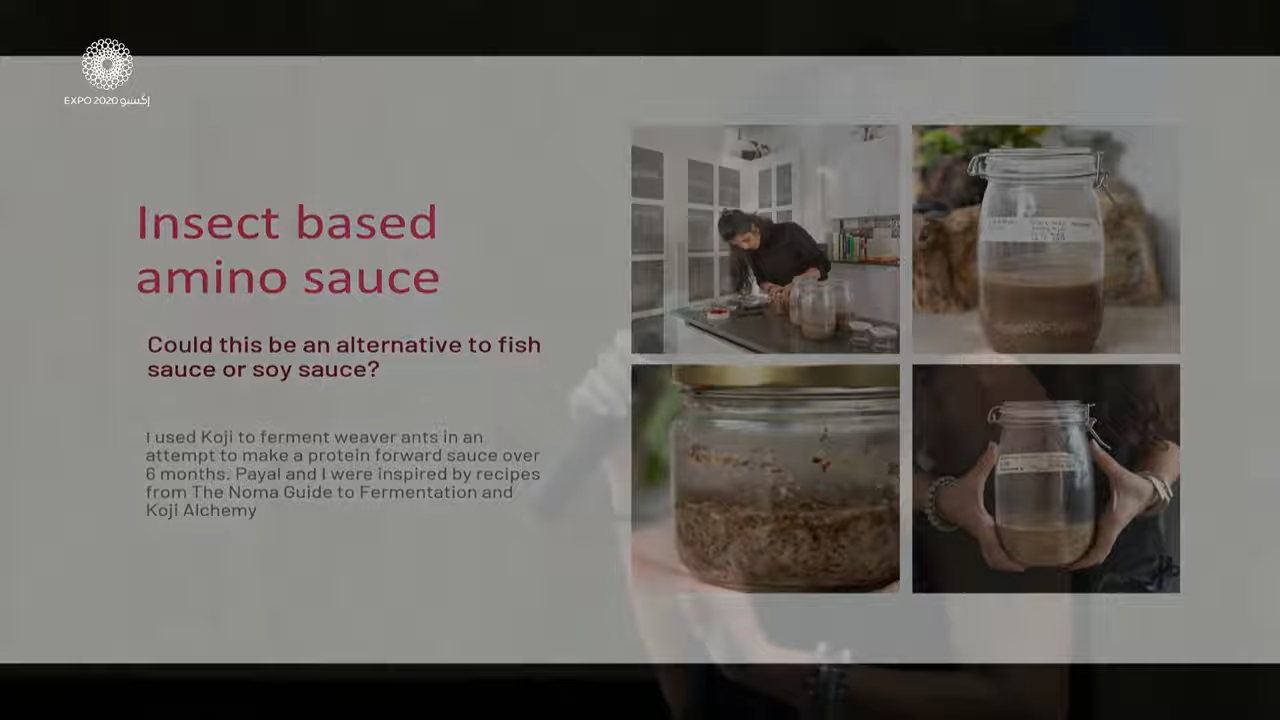 EXPO 2020 إكسبو
Insect based
amino sauce
Could this be an alternative to fish
sauce or soy sauce?
I used Koji to ferment weaver ants in an
attempt to make a protein forward sauce over
6 months. Payal and I were inspired by recipes
from The Noma Guide to Fermentation and
Koji Alchemy